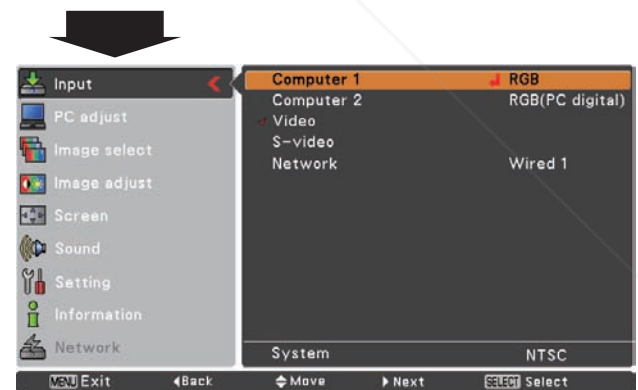 Input
PC adjust
Image select
Image adjust
Screen
Sound
Setting
Information
Network
Computer 1 RGB
Computer 2 RGB(PC digital)
Video
S-video
Network Wired 1
System NTSC
MENU Exit Back Move Next SELECT Select